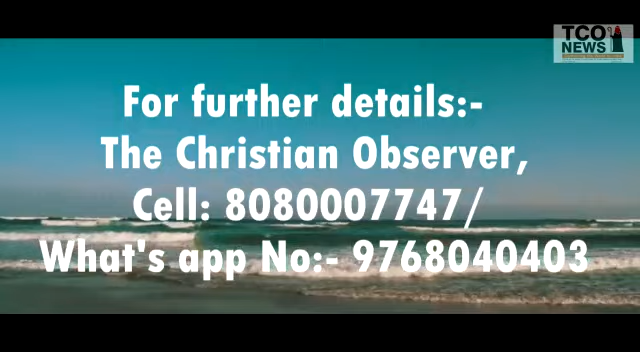 TCO
NEWS
For further details:-
The Christian Observer,
Cell: 8080007747/
What's app No:- 9768040403